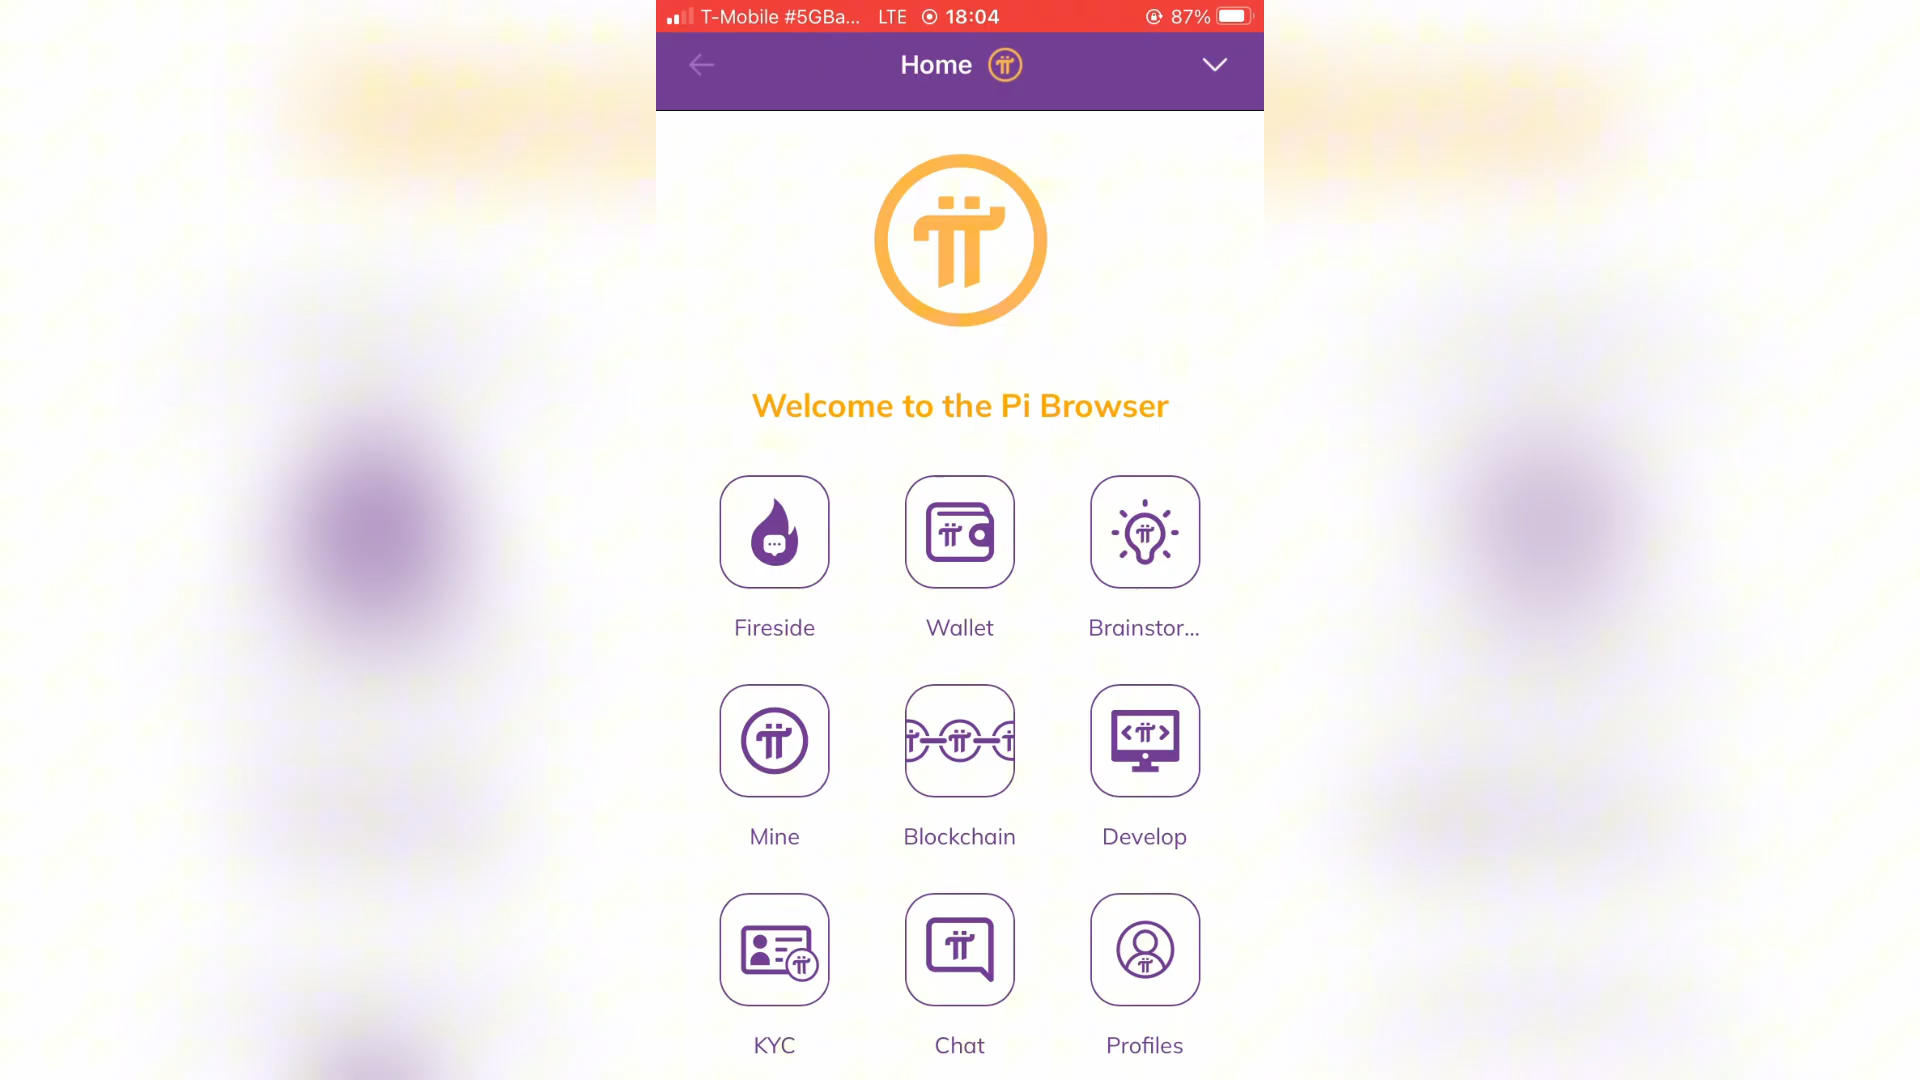 T-Mobile #5GBa... LTE 18:04 87%
Home
Welcome to the Pi Browser
Fireside Wallet Brainstor...
Mine Blockchain Develop
KYC Chat Profiles